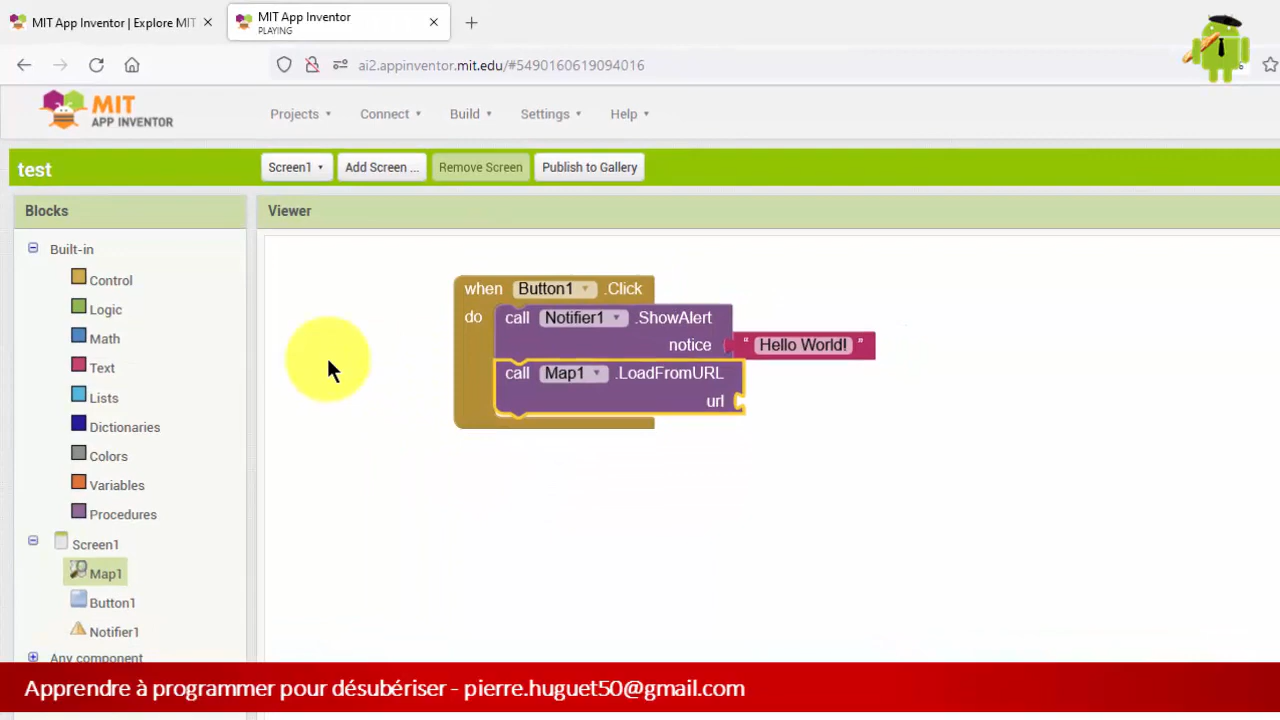 MIT App Inventor | Explore MIT
MIT App Inventor
PLAYING
ai2.appinventor.mit.edu/#5490160619094016
MIT
APP INVENTOR
Projects
Connect
Build
Settings
Help
test
Screen1
Add Screen ...
Remove Screen
Publish to Gallery
Blocks
Viewer
Built-in
Control
Logic
Math
Text
Lists
Dictionaries
Colors
Variables
Procedures
Screen1
Map1
Button1
Notifier1
Any component
when Button1 .Click
do call Notifier1 .ShowAlert
notice " Hello World! "
call Map1 .LoadFromURL
url
Apprendre à programmer pour désubériser - pierre.huguet50@gmail.com